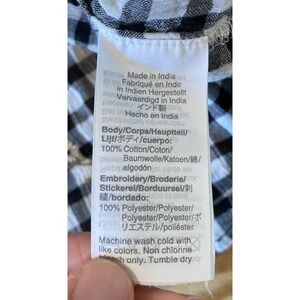 Made in India
Fabriqué en Inde
in Indien Hergestellt
Vervaardigd in India
インド製
Hecho en India
Body/Corps/Hauptteil/
Lijf/ボディ/cuerpo:
100% Cotton/Coton/
Baumwolle/Katoen/綿/
algodón
Embroidery/Broderie/
Stickerei/Borduursel/刺
繍/bordado:
100% Polyester/Polyester/
Polyester/Polyester/ポ
リエステル/poliéster
Machine wash cold with
like colors. Non chlorine
bleach only. Tumble dry